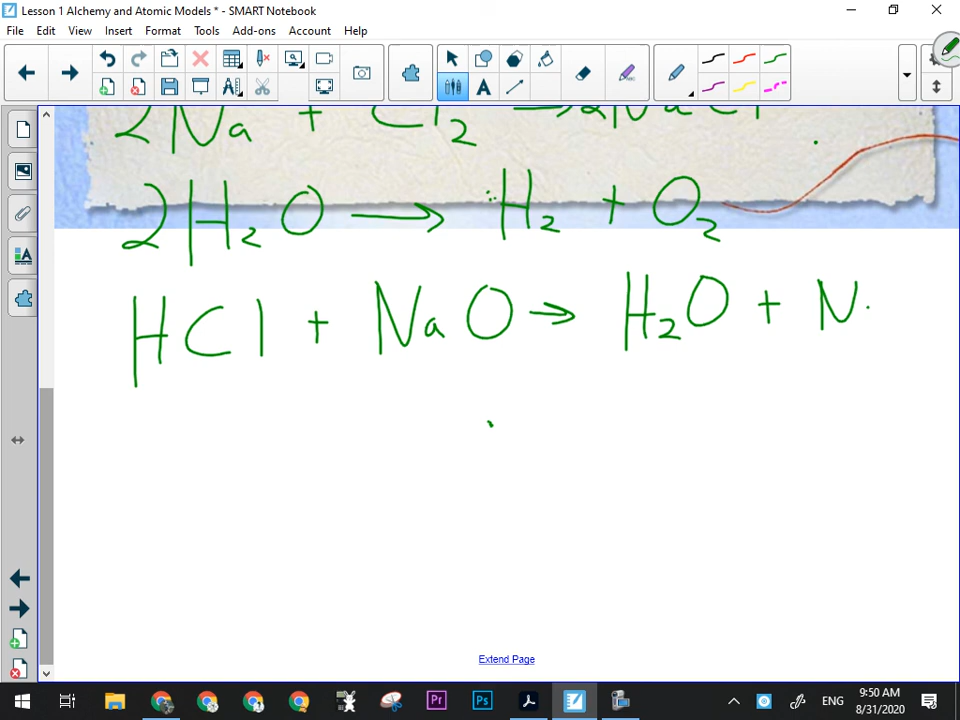 Lesson 1 Alchemy and Atomic Models * - SMART Notebook
File Edit View Insert Format Tools Add-ons Account Help
2Na + Cl2 → 2NaCl
2H2O → H2 + O2
HCl + NaO → H2O + N
Extend Page
ENG
9:50 AM
8/31/2020